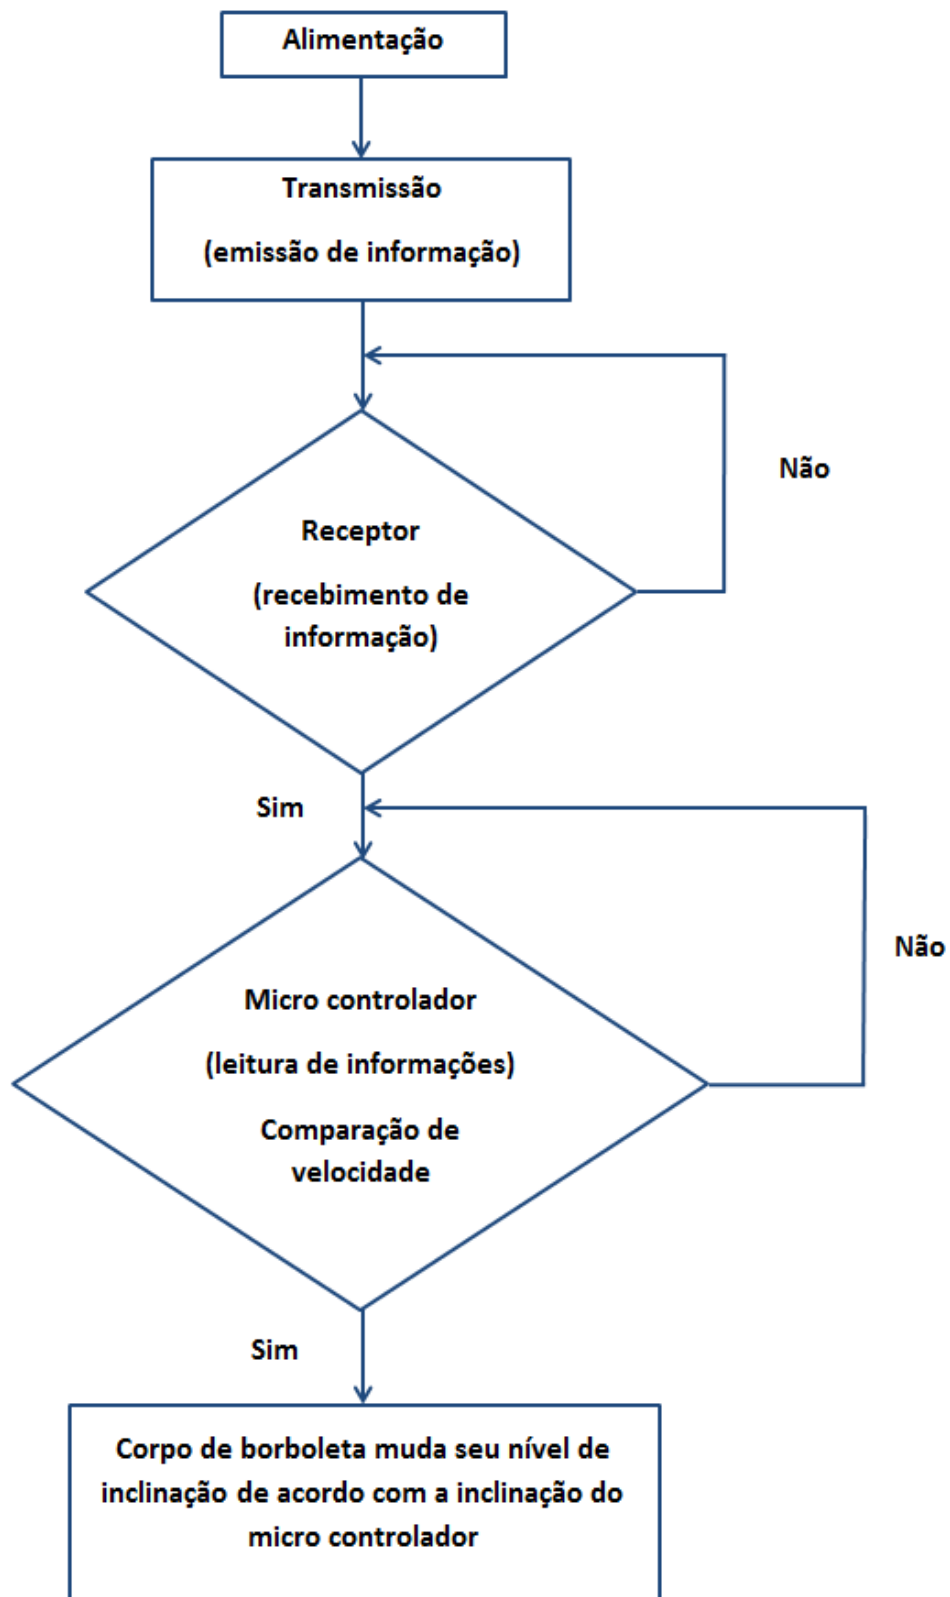 Alimentação
Transmissão
(emissão de informação)
Não
Receptor
(recebimento de
informação)
Sim
Não
Micro controlador
(leitura de informações)
Comparação de
velocidade
Sim
Corpo de borboleta muda seu nível de
inclinação de acordo com a inclinação do
micro controlador